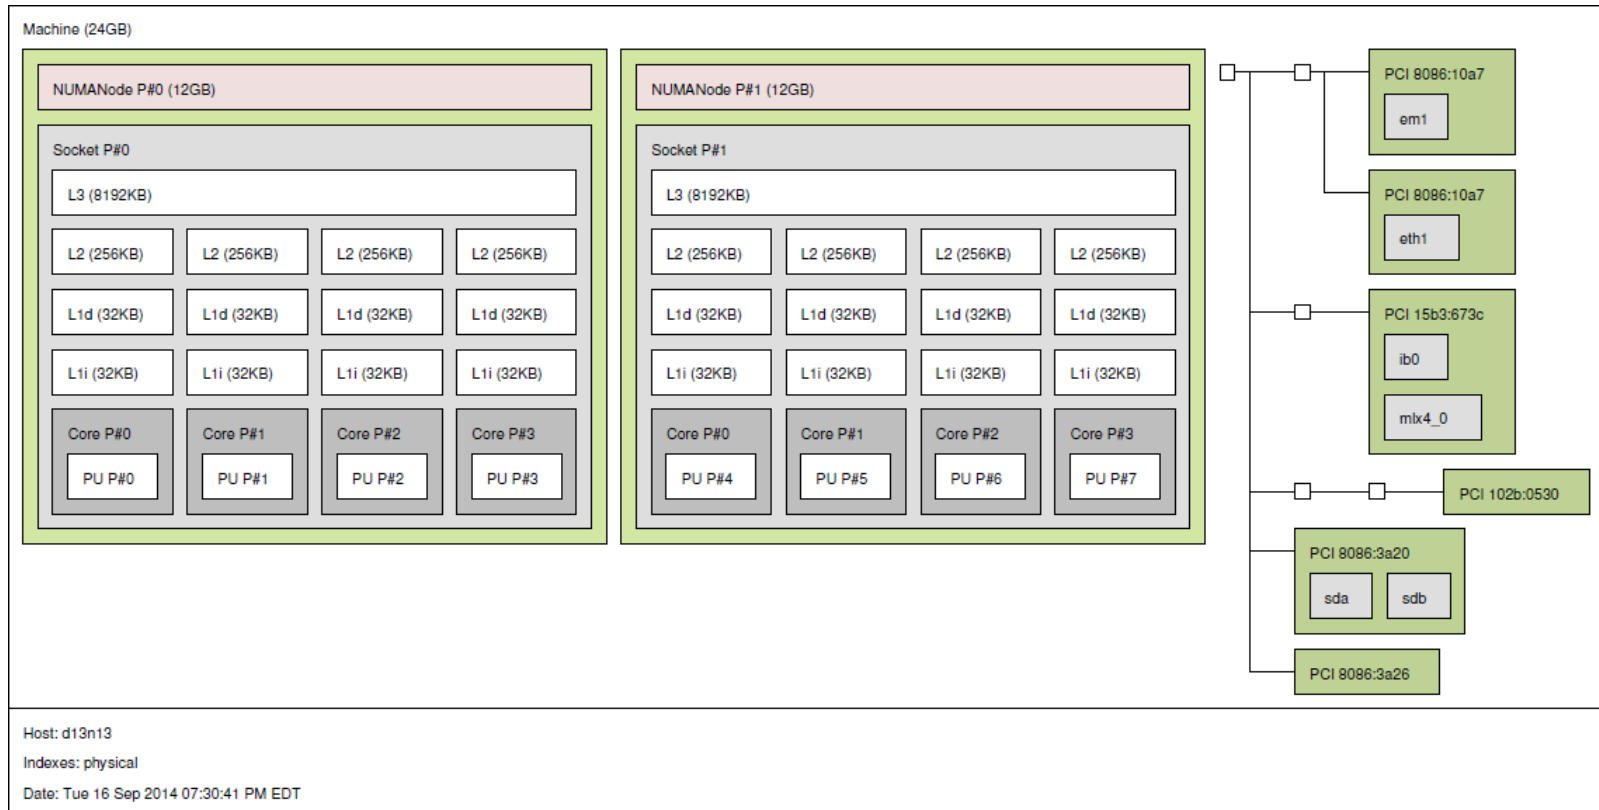 Machine (24GB)
NUMANode P#0 (12GB)
Socket P#0
L3 (8192KB)
L2 (256KB) L2 (256KB) L2 (256KB) L2 (256KB)
L1d (32KB) L1d (32KB) L1d (32KB) L1d (32KB)
L1i (32KB) L1i (32KB) L1i (32KB) L1i (32KB)
Core P#0 Core P#1 Core P#2 Core P#3
PU P#0 PU P#1 PU P#2 PU P#3
NUMANode P#1 (12GB)
Socket P#1
L3 (8192KB)
L2 (256KB) L2 (256KB) L2 (256KB) L2 (256KB)
L1d (32KB) L1d (32KB) L1d (32KB) L1d (32KB)
L1i (32KB) L1i (32KB) L1i (32KB) L1i (32KB)
Core P#0 Core P#1 Core P#2 Core P#3
PU P#4 PU P#5 PU P#6 PU P#7
PCI 8086:10a7
em1
PCI 8086:10a7
eth1
PCI 15b3:673c
ib0
mlx4_0
PCI 102b:0530
PCI 8086:3a20
sda sdb
PCI 8086:3a26
Host: d13n13
Indexes: physical
Date: Tue 16 Sep 2014 07:30:41 PM EDT